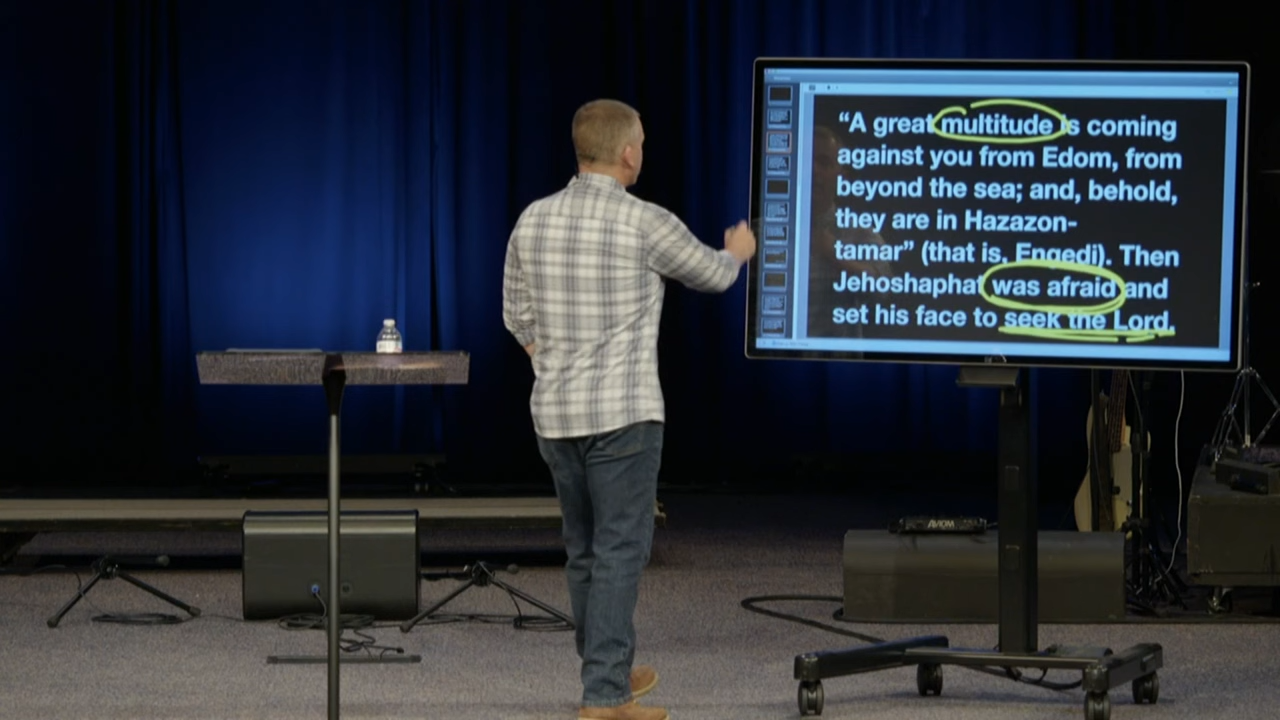 “A great multitude is coming
against you from Edom, from
beyond the sea; and, behold,
they are in Hazazon-
tamar” (that is, Engedi). Then
Jehoshaphat was afraid and
set his face to seek the Lord.
AVIOM